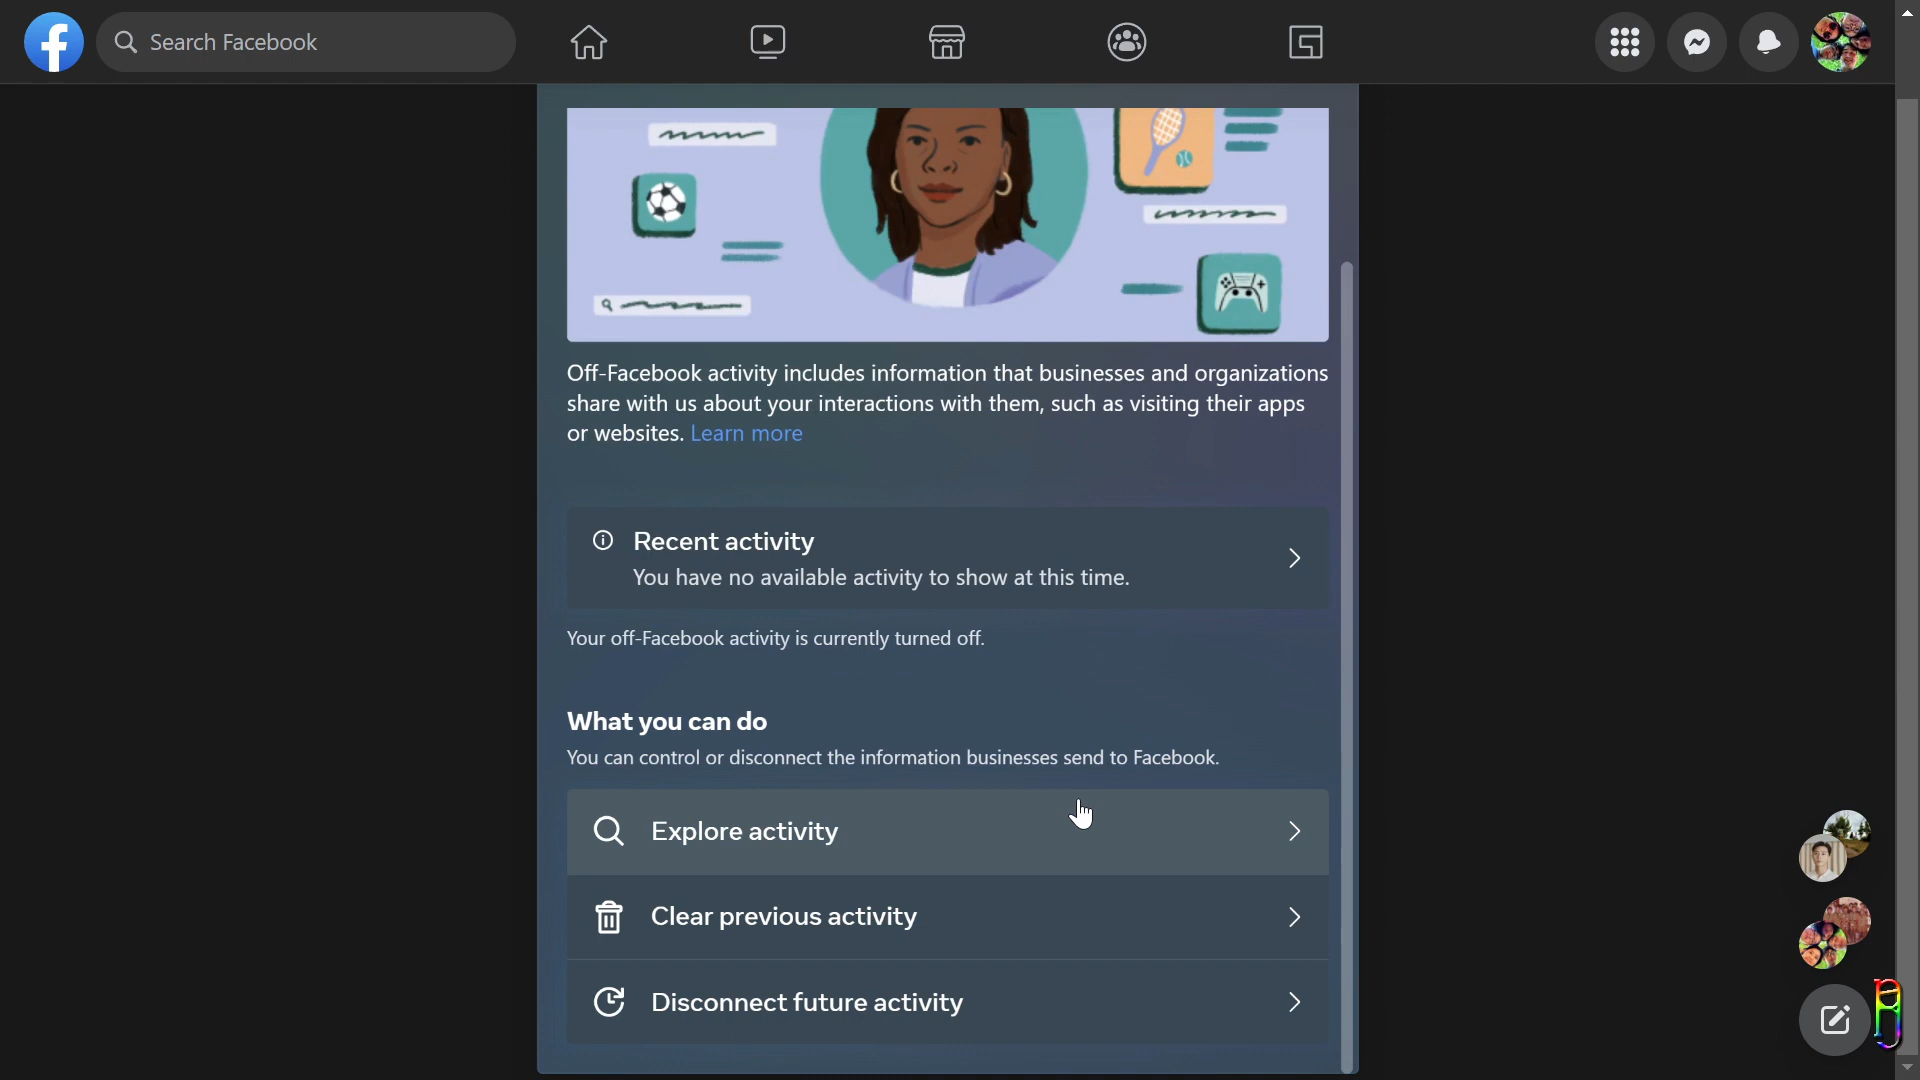 Search Facebook
Off-Facebook activity includes information that businesses and organizations
share with us about your interactions with them, such as visiting their apps
or websites. Learn more
Recent activity
You have no available activity to show at this time.
Your off-Facebook activity is currently turned off.
What you can do
You can control or disconnect the information businesses send to Facebook.
Explore activity
Clear previous activity
Disconnect future activity